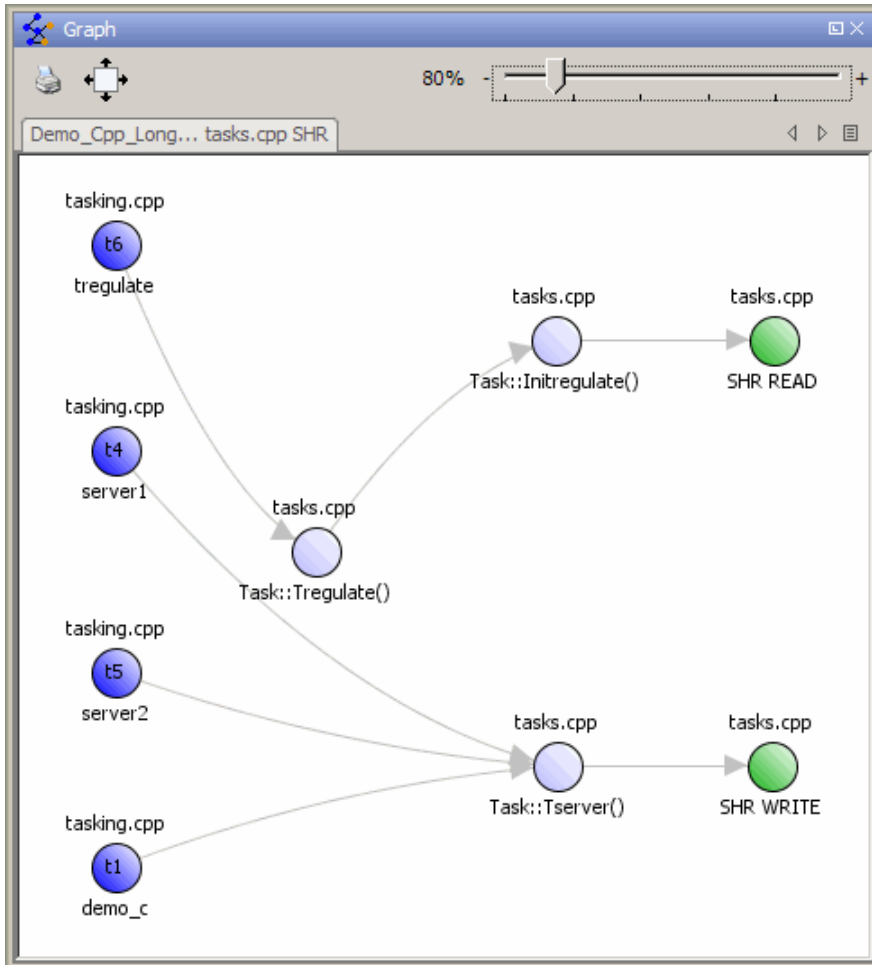 Graph
80% - +
Demo_Cpp_Long... tasks.cpp SHR
tasking.cpp
t6
tregulate
tasks.cpp
Task::Initregulate()
tasks.cpp
SHR READ
tasking.cpp
t4
server1
tasks.cpp
Task::Tregulate()
tasking.cpp
t5
server2
tasks.cpp
Task::Tserver()
tasks.cpp
SHR WRITE
tasking.cpp
t1
demo_c